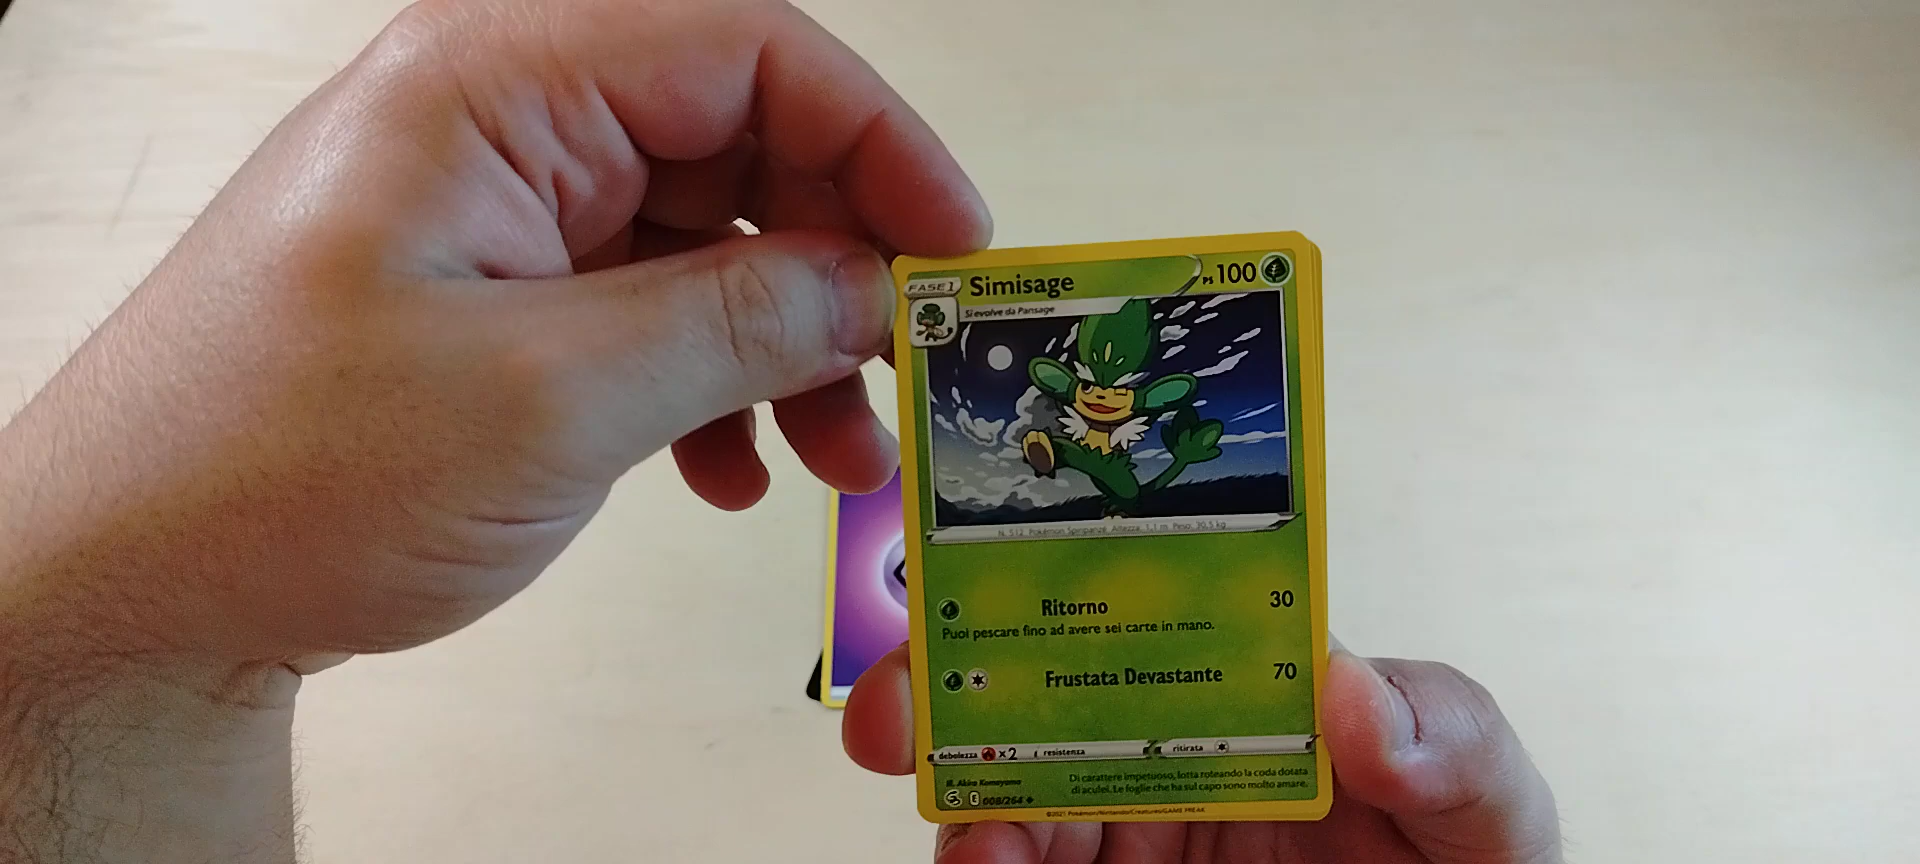 FASE 1 Simisage PS 100
Si evolve da Pansage
N. 512 Pokémon Spinpanzé Altezza: 1,1 m Peso: 30,5 kg
Ritorno 30
Puoi pescare fino ad avere sei carte in mano.
Frustata Devastante 70
debolezza ×2 resistenza ritirata
Ill. Akira Komayama
Di carattere impetuoso, lotta roteando la coda dotata
di aculei. Le foglie che ha sul capo sono molto amare.
E 008/264
©2021 Pokémon/Nintendo/Creatures/GAME FREAK